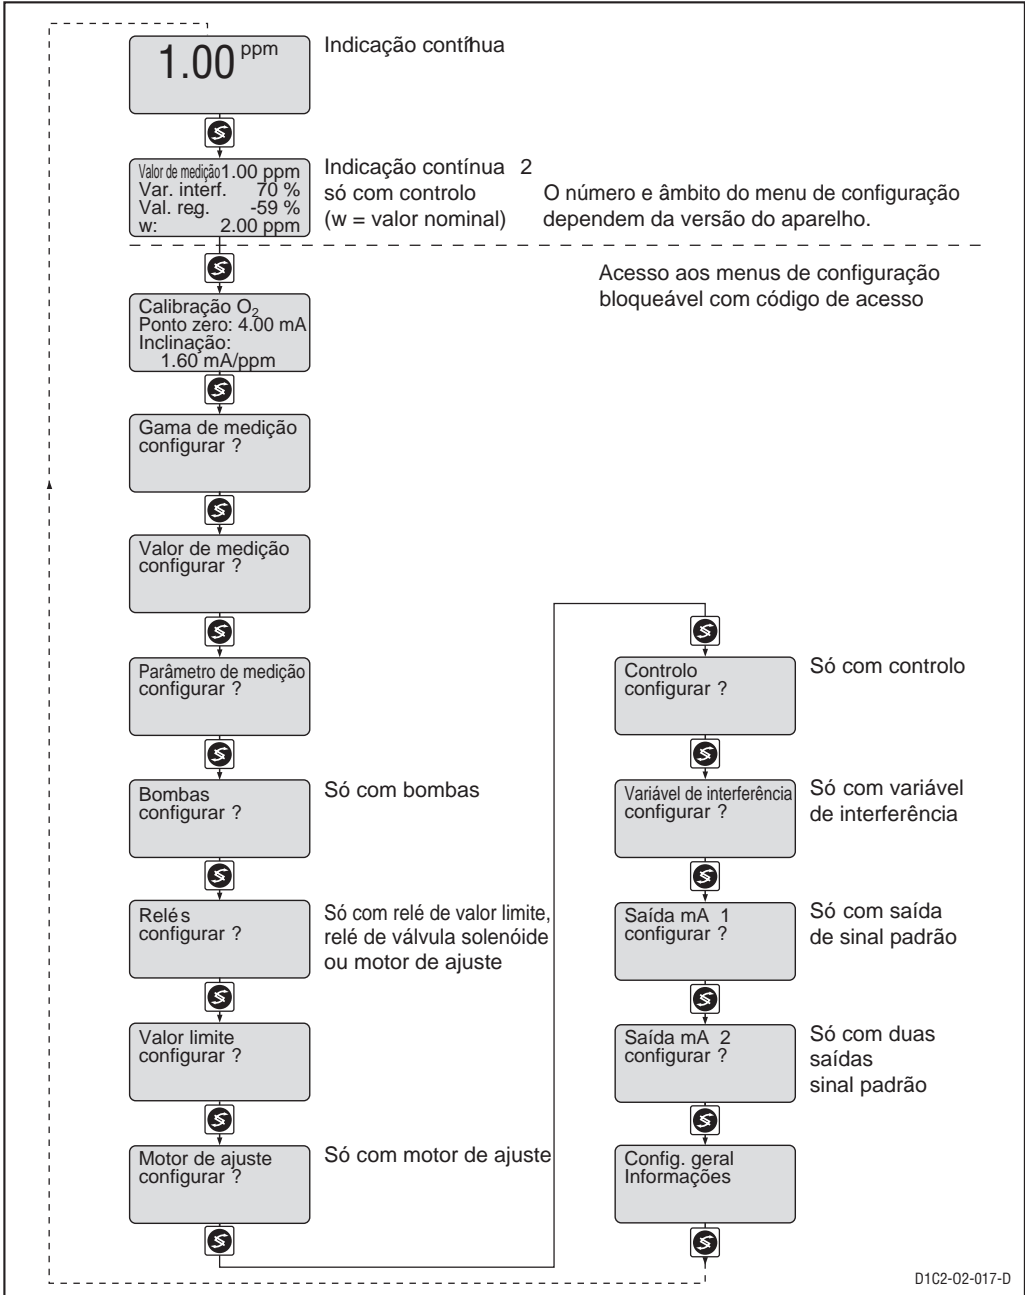 1.00 ppm
Indicação contínua
Valor de medição 1.00 ppm
Var. interf. 70 %
Val. reg. -59 %
w: 2.00 ppm
Indicação contínua 2
só com controlo
(w = valor nominal)
O número e âmbito do menu de configuração
dependem da versão do aparelho.
Acesso aos menus de configuração
bloqueável com código de acesso
Calibração O2
Ponto zero: 4.00 mA
Inclinação:
1.60 mA/ppm
Gama de medição
configurar ?
Valor de medição
configurar ?
Parâmetro de medição
configurar ?
Bombas
configurar ?
Só com bombas
Relés
configurar ?
Só com relé de valor limite,
relé de válvula solenóide
ou motor de ajuste
Valor limite
configurar ?
Motor de ajuste
configurar ?
Só com motor de ajuste
Controlo
configurar ?
Só com controlo
Variável de interferência
configurar ?
Só com variável
de interferência
Saída mA 1
configurar ?
Só com saída
de sinal padrão
Saída mA 2
configurar ?
Só com duas
saídas
sinal padrão
Config. geral
Informações
D1C2-O2-017-D